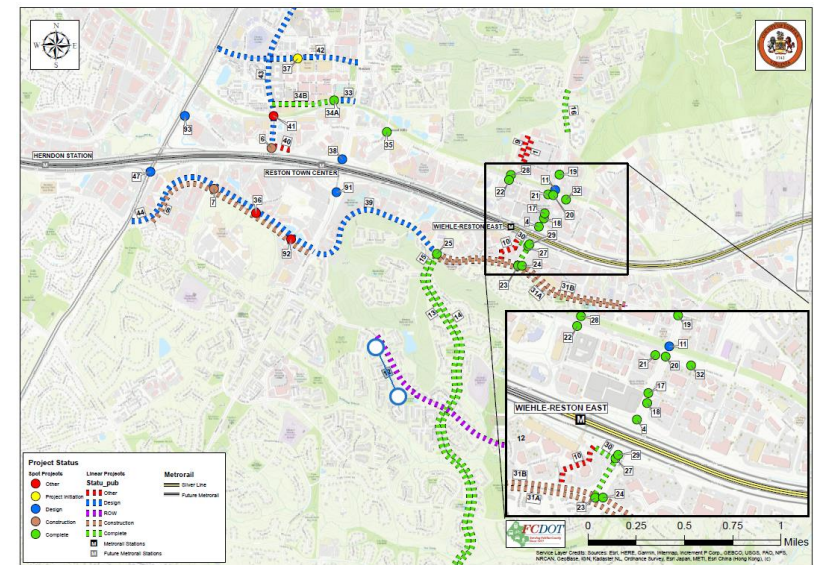 N
W
E
S
42
37
43
33
34B
34A
16
41
93
35
6
40
HERNDON STATION
38
RESTON TOWN CENTER
28
19
11
47
22
21
32
91
7
17
20
4
18
36
39
WIEHLE-RESTON EAST
M
44
29
30
25
10
27
92
15
24
23
31B
31A
13
14
28
19
22
11
21
20
32
17
WIEHLE-RESTON EAST
18
M
4
12
30
10
29
27
31B
31A
24
23
Project Status
Spot Projects
Other
Project Initiation
Design
Construction
Complete
Linear Projects
Statu_pub
Other
Design
ROW
Construction
Complete
M Metrorail Stations
Future Metrorail Stations
Metrorail
Silver Line
Future Metrorail
FCDOT
0 0.25 0.5 0.75 1
Miles
Service Layer Credits: Sources: Esri, HERE, Garmin, Intermap, increment P Corp., GEBCO, USGS, FAO, NPS,
NRCAN, GeoBase, IGN, Kadaster NL, Ordnance Survey, Esri Japan, METI, Esri China (Hong Kong), (c)